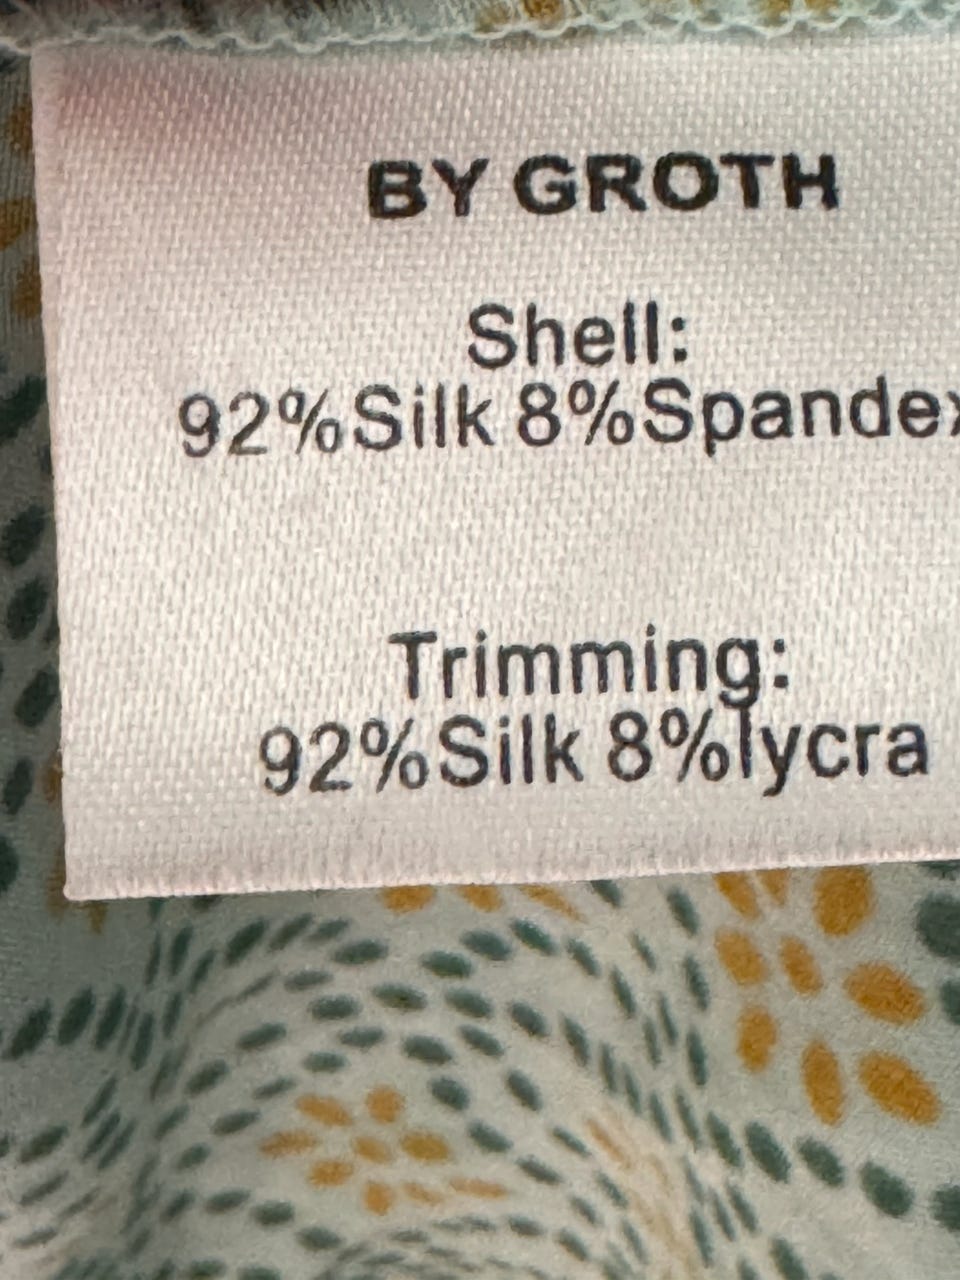 BY GROTH
Shell:
92%Silk 8%Spandex
Trimming:
92%Silk 8%lycra